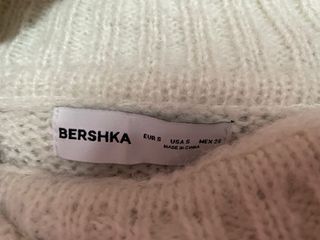 BERSHKA
EUR S USA S MEX 26
MADE IN CHINA